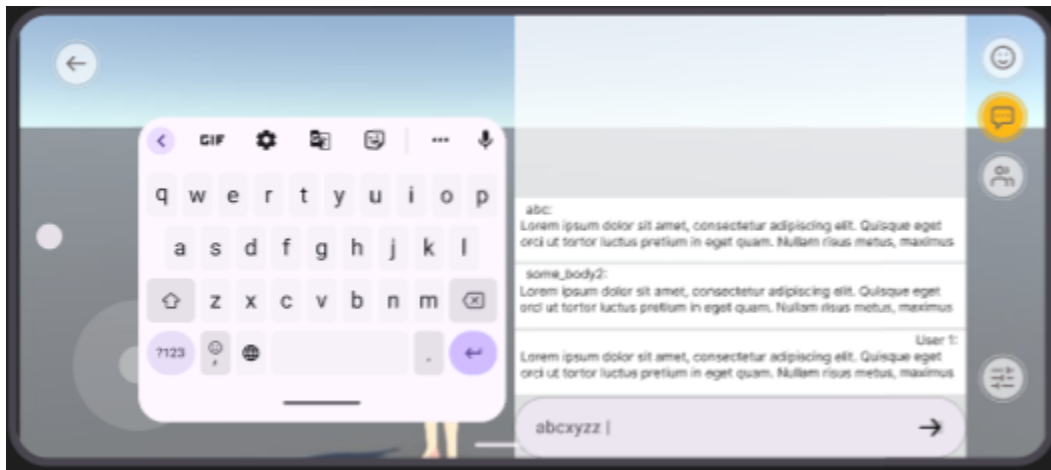 GIF
q w e r t y u i o p
a s d f g h j k l
z x c v b n m
?123 , .
abc:
Lorem ipsum dolor sit amet, consectetur adipiscing elit. Quisque eget
orci ut tortor luctus pretium in eget quam. Nullam risus metus, maximus
some_body2:
Lorem ipsum dolor sit amet, consectetur adipiscing elit. Quisque eget
orci ut tortor luctus pretium in eget quam. Nullam risus metus, maximus
User 1:
Lorem ipsum dolor sit amet, consectetur adipiscing elit. Quisque eget
orci ut tortor luctus pretium in eget quam. Nullam risus metus, maximus
abcxyzz |